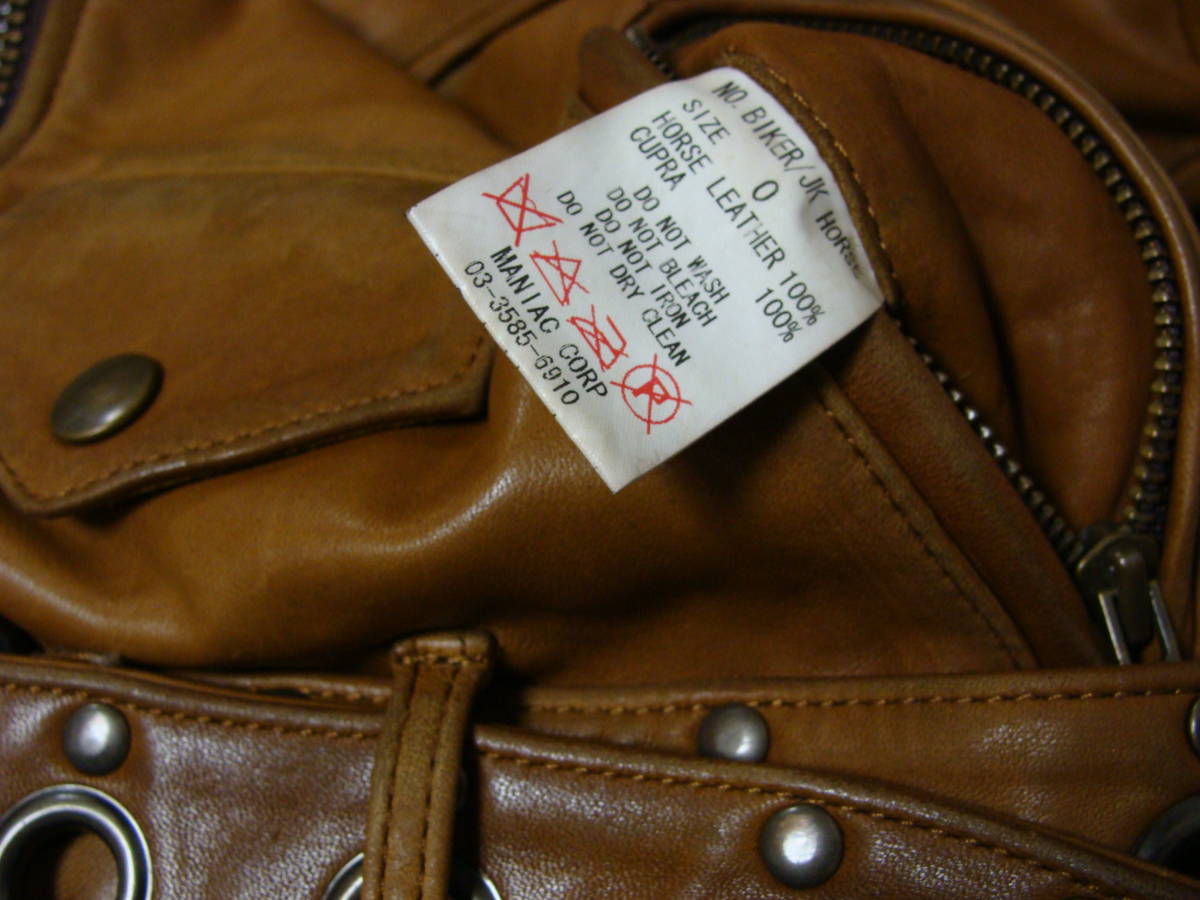 NO. BIKER/JK HORSE
SIZE 0
HORSE LEATHER 100%
CUPRA 100%
DO NOT WASH
DO NOT BLEACH
DO NOT IRON
DO NOT DRY CLEAN
MANIAC CORP
03-3585-6910